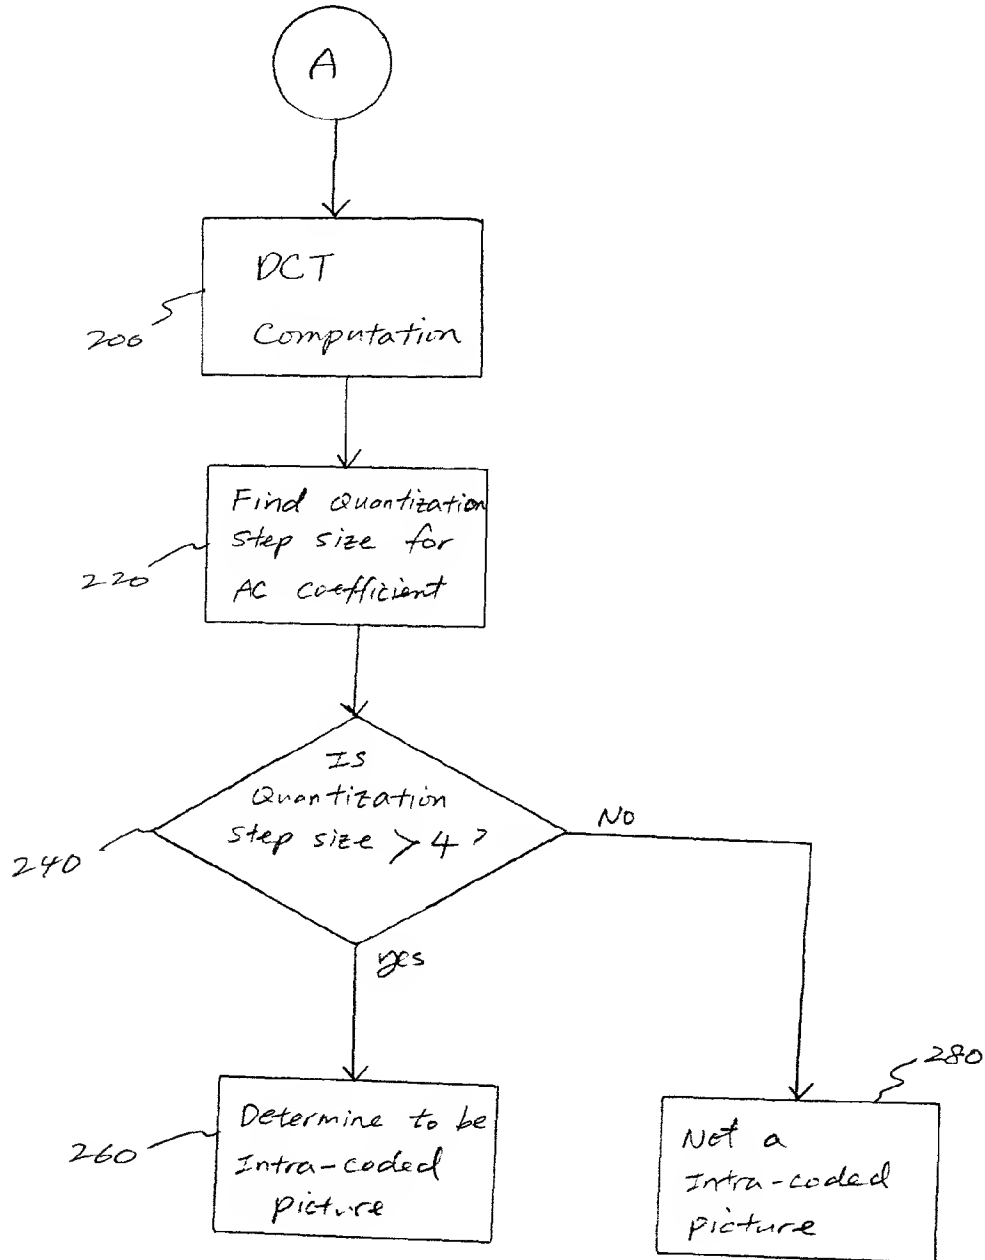 A
DCT
Computation
200
Find Quantization
Step size for
AC Coefficient
220
Is
Quantization
Step size > 4 ?
240
No
yes
280
Determine to be
Intra-coded
picture
260
Not a
Intra-coded
picture